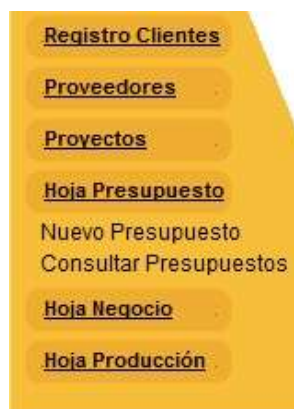 Registro Clientes
Proveedores
Proyectos
Hoja Presupuesto
Nuevo Presupuesto
Consultar Presupuestos
Hoja Negocio
Hoja Producción